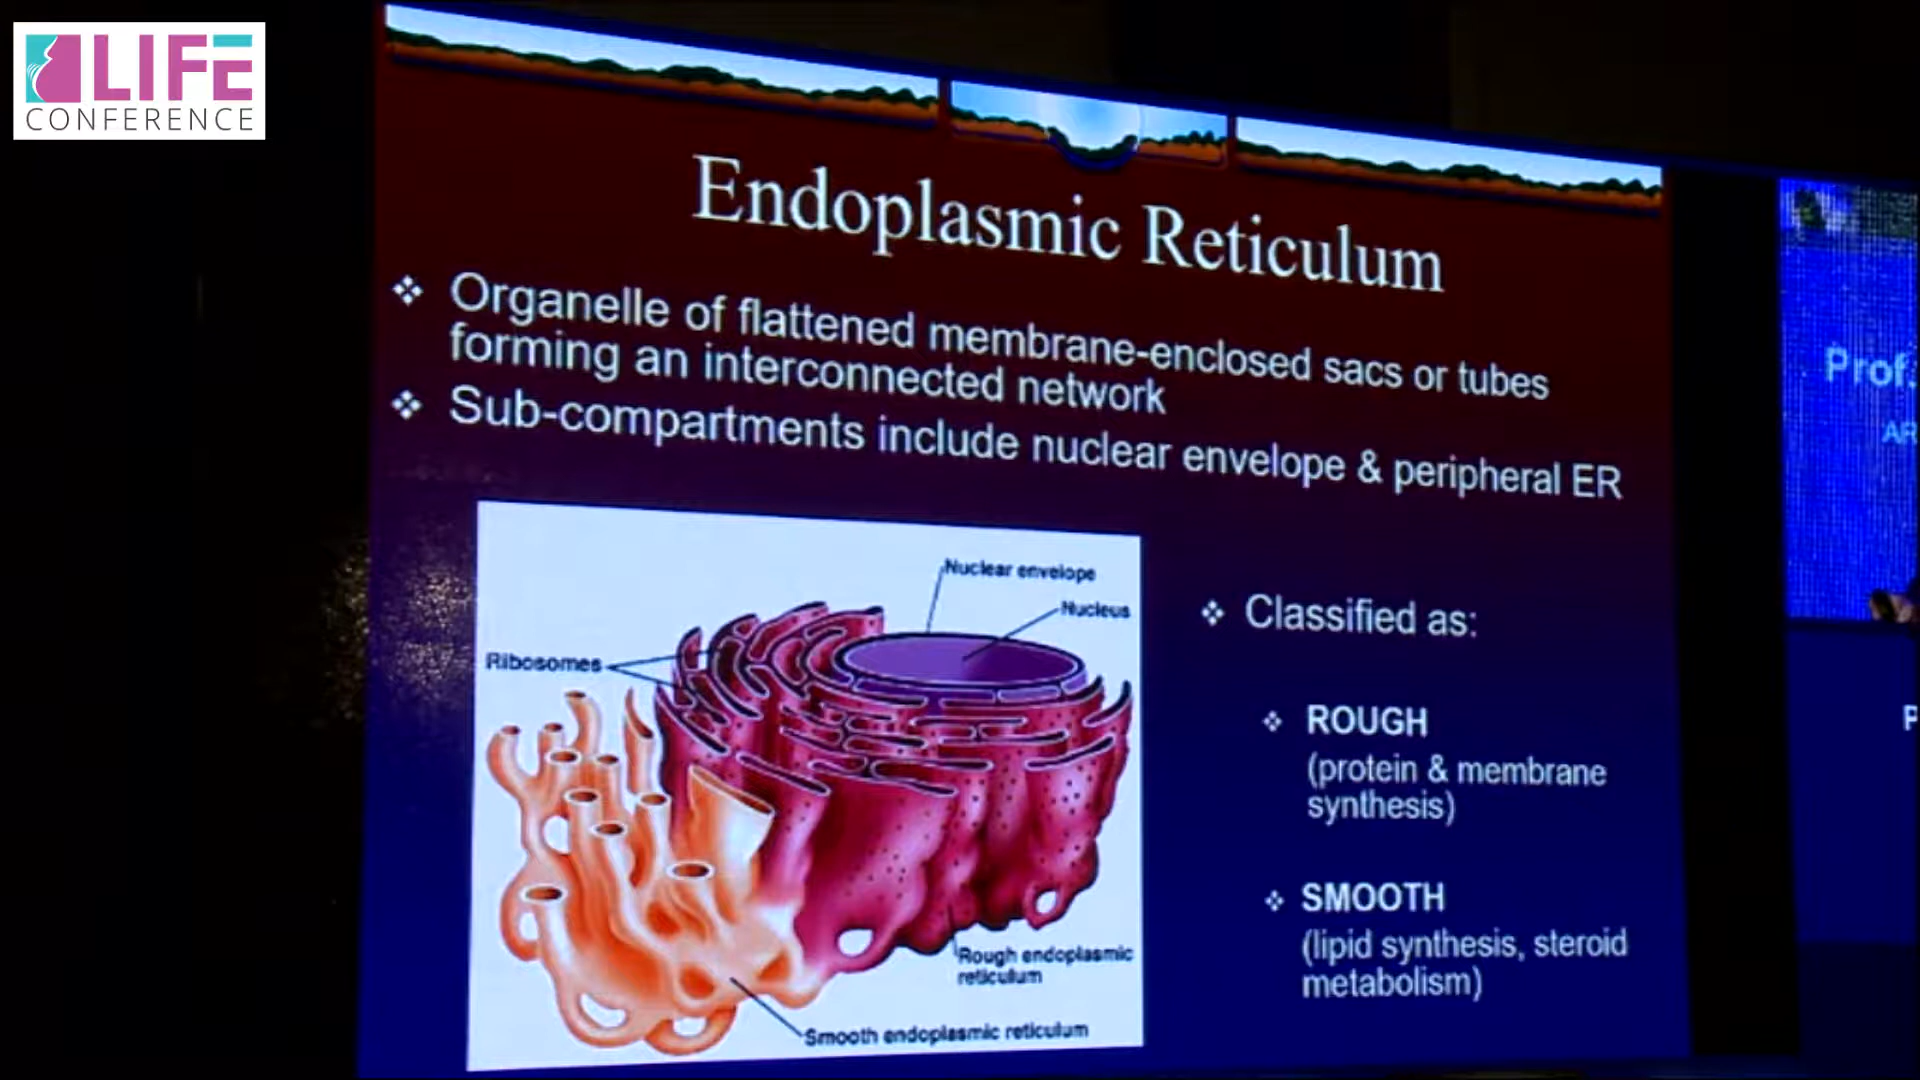 LIFE
CONFERENCE
Endoplasmic Reticulum
❖ Organelle of flattened membrane-enclosed sacs or tubes
forming an interconnected network
❖ Sub-compartments include nuclear envelope & peripheral ER
Nuclear envelope
Nucleus
Ribosomes
Rough endoplasmic
reticulum
Smooth endoplasmic reticulum
❖ Classified as:
❖ ROUGH
(protein & membrane
synthesis)
❖ SMOOTH
(lipid synthesis, steroid
metabolism)
Prof.